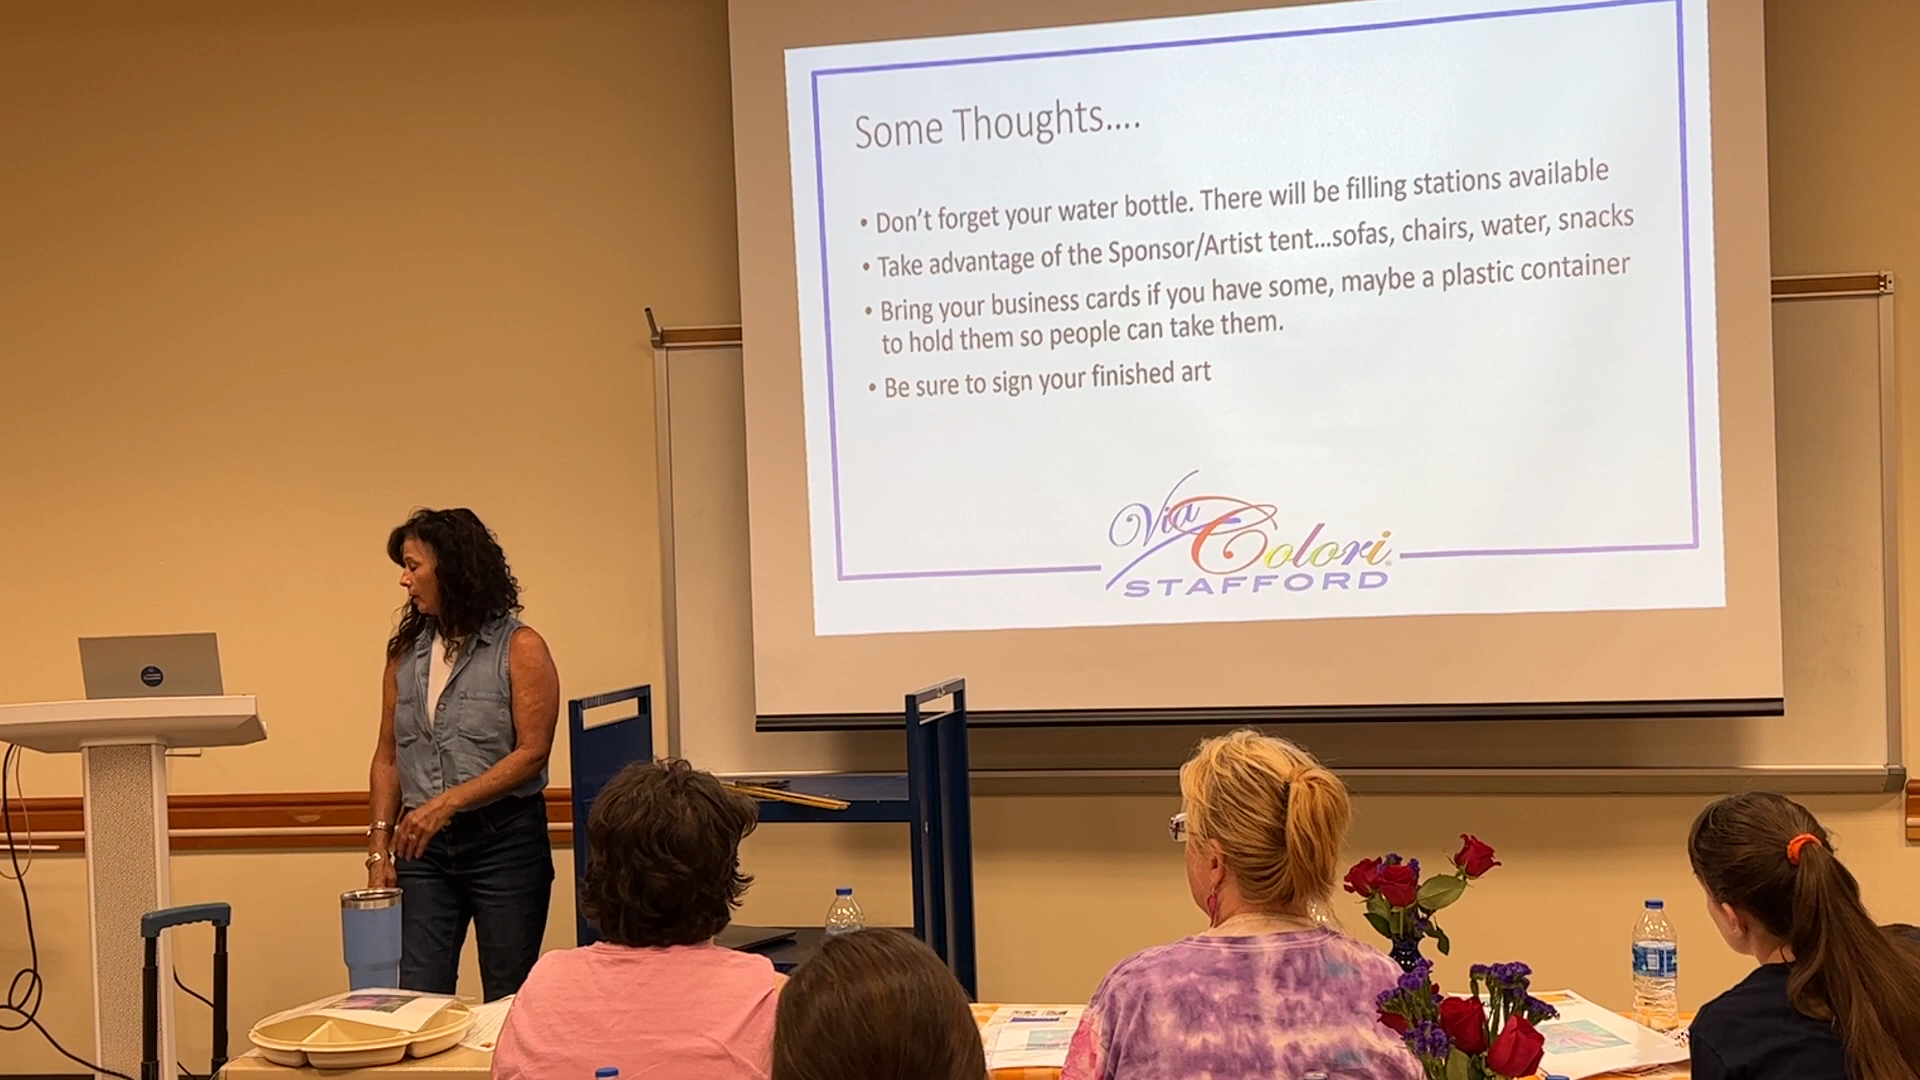 Some Thoughts....
• Don't forget your water bottle. There will be filling stations available
• Take advantage of the Sponsor/Artist tent...sofas, chairs, water, snacks
• Bring your business cards if you have some, maybe a plastic container
to hold them so people can take them.
• Be sure to sign your finished art
Via Colori®
STAFFORD